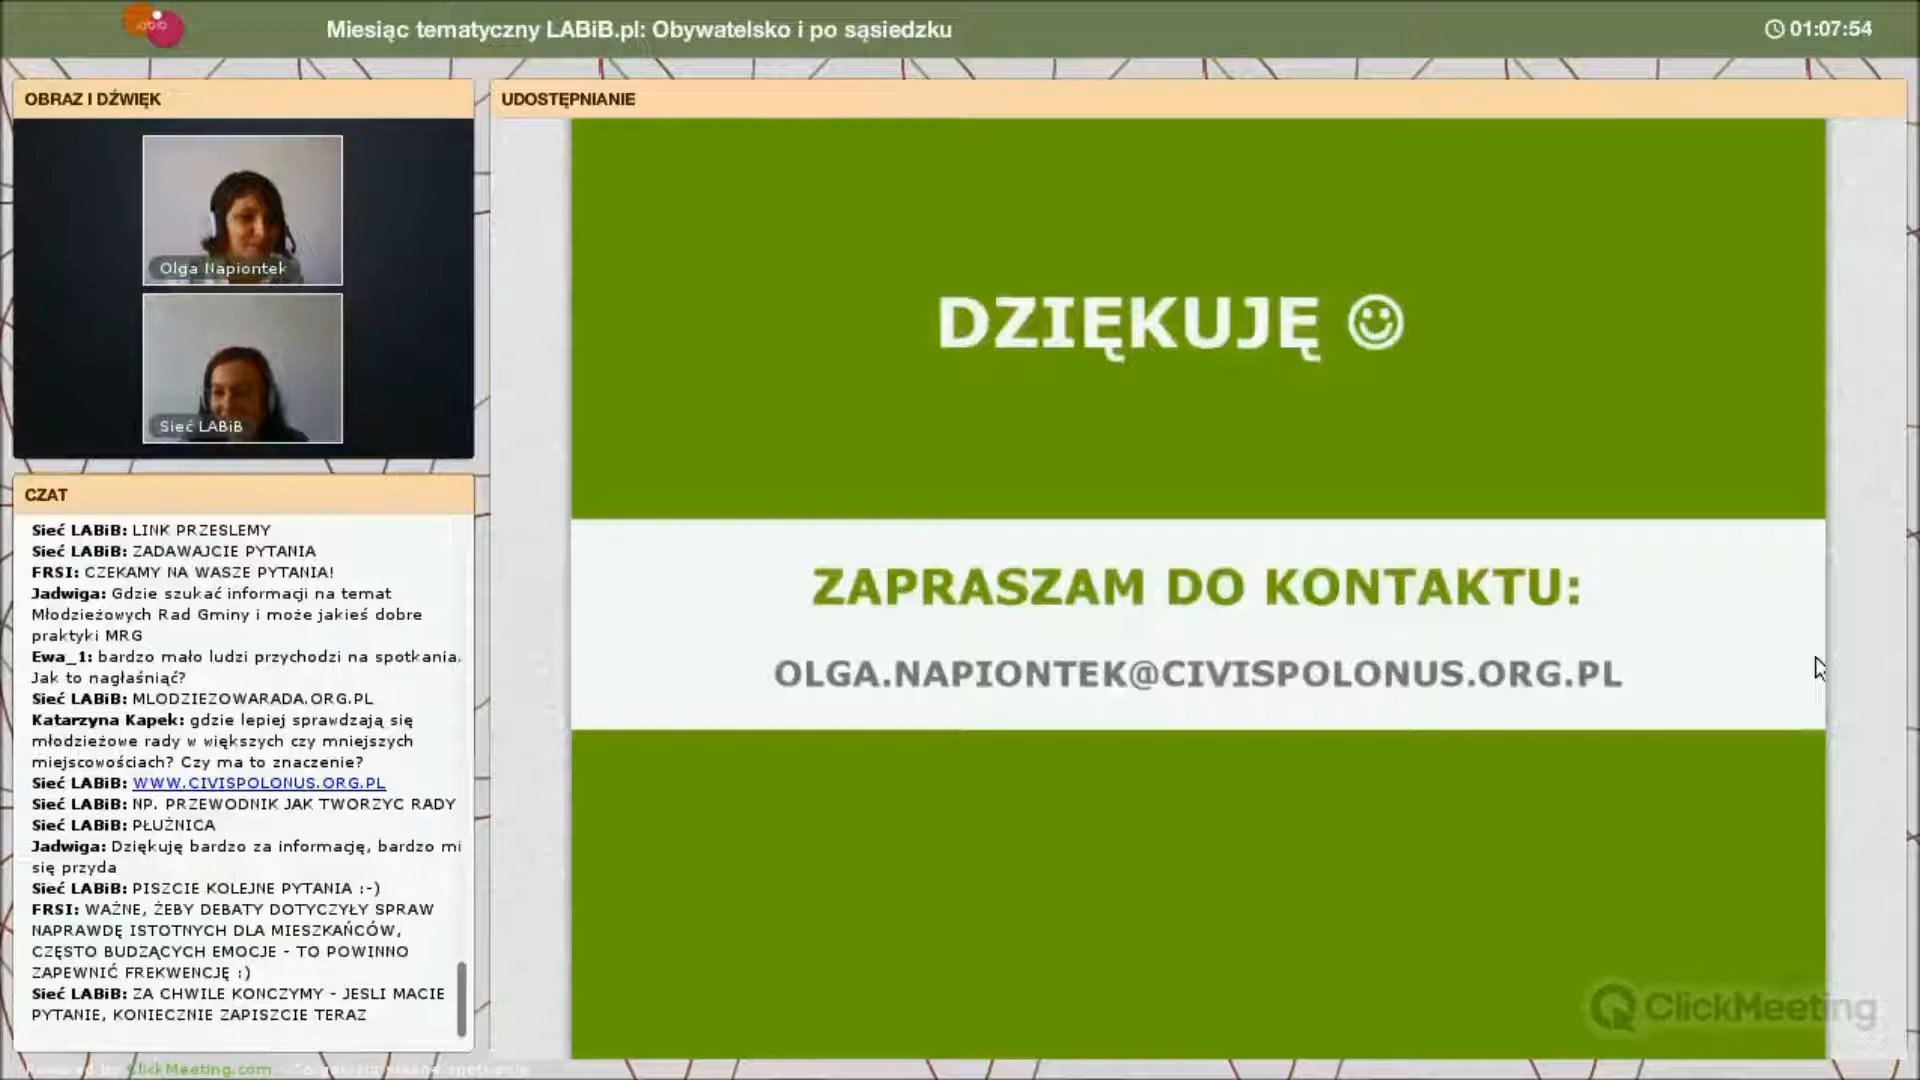 Miesiąc tematyczny LABiB.pl: Obywatelsko i po sąsiedzku
01:07:54
OBRAZ I DŹWIĘK
Olga Napiontek
Sieć LABiB
CZAT
Sieć LABiB: LINK PRZESLEMY
Sieć LABiB: ZADAWAJCIE PYTANIA
FRSI: CZEKAMY NA WASZE PYTANIA!
Jadwiga: Gdzie szukać informacji na temat
Młodzieżowych Rad Gminy i może jakieś dobre
praktyki MRG
Ewa_1: bardzo mało ludzi przychodzi na spotkania.
Jak to nagłaśniąć?
Sieć LABiB: MLODZIEZOWARADA.ORG.PL
Katarzyna Kapek: gdzie lepiej sprawdzają się
młodzieżowe rady w większych czy mniejszych
miejscowościach? Czy ma to znaczenie?
Sieć LABiB: WWW.CIVISPOLONUS.ORG.PL
Sieć LABiB: NP. PRZEWODNIK JAK TWORZYC RADY
Sieć LABiB: PŁUŻNICA
Jadwiga: Dziękuję bardzo za informację, bardzo mi
się przyda
Sieć LABiB: PISZCIE KOLEJNE PYTANIA :-)
FRSI: WAŻNE, ŻEBY DEBATY DOTYCZYŁY SPRAW
NAPRAWDĘ ISTOTNYCH DLA MIESZKAŃCÓW,
CZĘSTO BUDZĄCYCH EMOCJE - TO POWINNO
ZAPEWNIĆ FREKWENCJĘ :)
Sieć LABiB: ZA CHWILE KONCZYMY - JESLI MACIE
PYTANIE, KONIECZNIE ZAPISZCIE TERAZ
Powered by ClickMeeting.com
UDOSTĘPNIANIE
DZIĘKUJĘ ☺
ZAPRASZAM DO KONTAKTU:
OLGA.NAPIONTEK@CIVISPOLONUS.ORG.PL
ClickMeeting